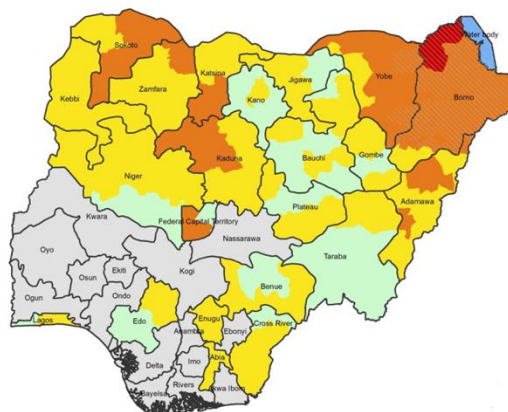 Water body
Sokoto
Katsina
Jigawa
Yobe
Borno
Kebbi
Zamfara
Kano
Kaduna
Bauchi
Gombe
Adamawa
Niger
Plateau
Federal Capital Territory
Kwara
Nassarawa
Taraba
Oyo
Ekiti
Kogi
Osun
Ogun
Ondo
Benue
Lagos
Edo
Enugu
Cross River
Anambra
Ebonyi
Delta
Imo
Abia
Bayelsa
Rivers
Akwa Ibom